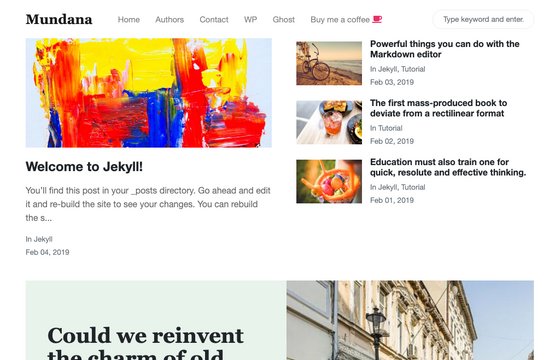 Mundana
Home Authors Contact WP Ghost Buy me a coffee
Type keyword and enter.
Welcome to Jekyll!
You'll find this post in your _posts directory. Go ahead and edit
it and re-build the site to see your changes. You can rebuild
the s...
In Jekyll
Feb 04, 2019
Powerful things you can do with the
Markdown editor
In Jekyll, Tutorial
Feb 03, 2019
The first mass-produced book to
deviate from a rectilinear format
In Tutorial
Feb 02, 2019
Education must also train one for
quick, resolute and effective thinking.
In Jekyll, Tutorial
Feb 01, 2019
Could we reinvent
the charm of old